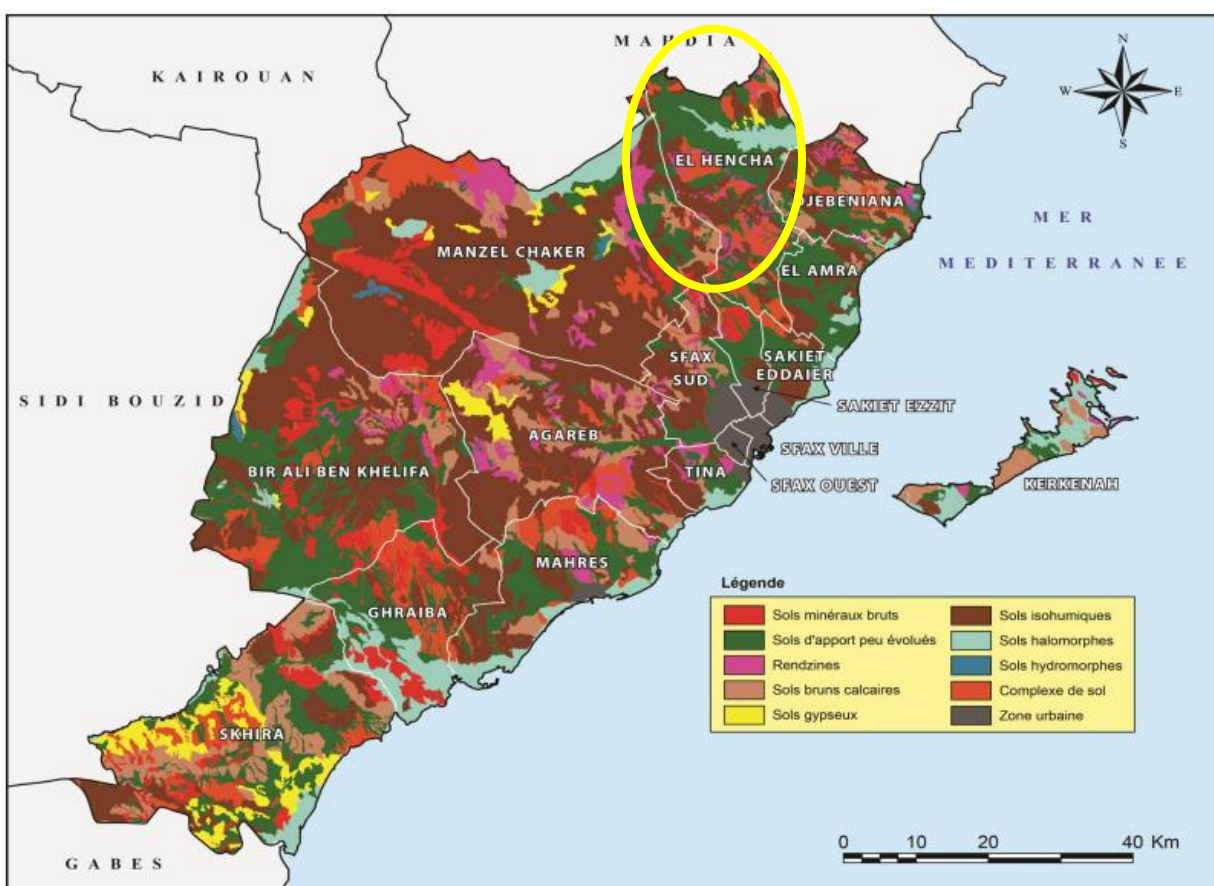 MAHDIA
KAIROUAN
N
W E
S
EL HENCHA
DJEBENIANA
MER
MEDITERRANEE
MANZEL CHAKER
EL AMRA
SFAX
SUD
SAKIET
EDDAIER
SIDI BOUZID
SAKIET EZZIT
AGAREB
SFAX VILLE
BIR ALI BEN KHELIFA
TINA
SFAX OUEST
KERKENAH
MAHRES
GHRAIBA
SKHIRA
GABES
Légende
Sols minéraux bruts
Sols d'apport peu évolués
Rendzines
Sols bruns calcaires
Sols gypseux
Sols isohumiques
Sols halomorphes
Sols hydromorphes
Complexe de sol
Zone urbaine
0 10 20 40 Km